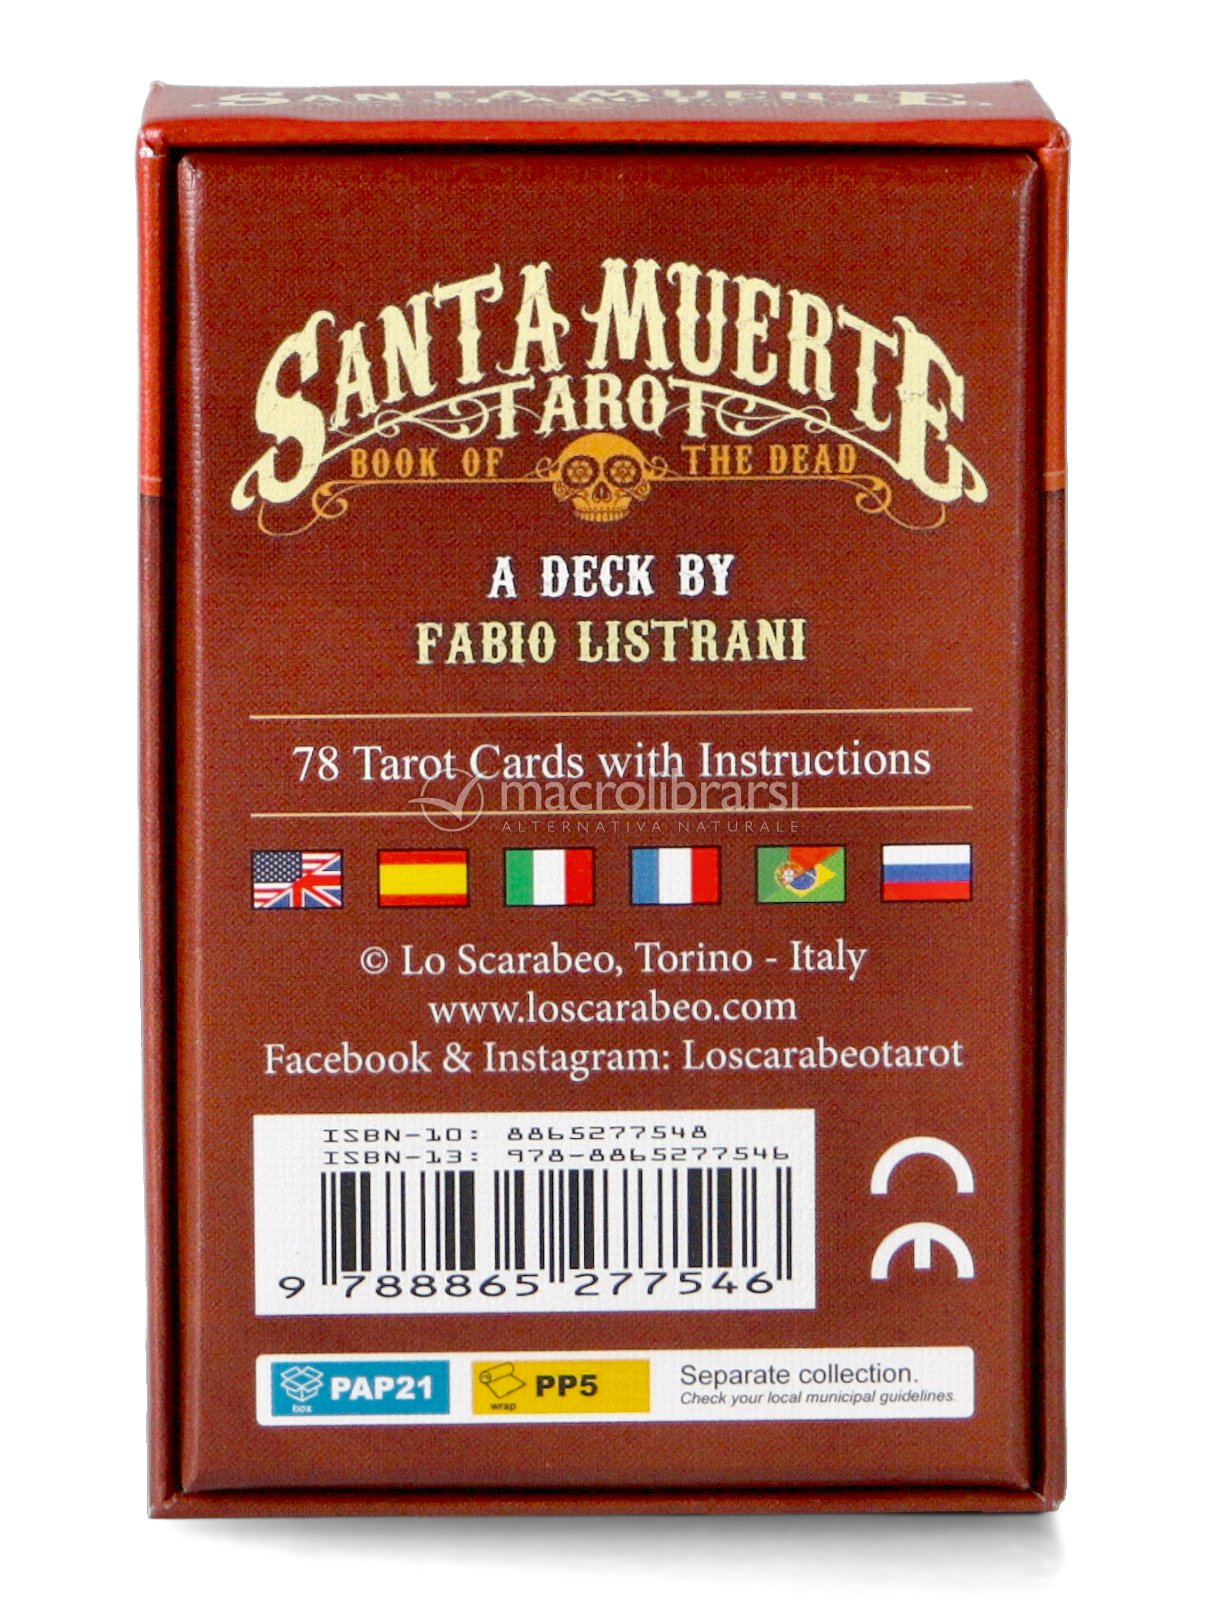 SANTA MUERTE
SANTA MUERTE
TAROT
BOOK OF THE DEAD
A DECK BY
FABIO LISTRANI
78 Tarot Cards with Instructions
macrolibrarsi
ALTERNATIVA NATURALE
© Lo Scarabeo, Torino - Italy
www.loscarabeo.com
Facebook & Instagram: Loscarabeotarot
ISBN-10: 8865277548
ISBN-13: 978-8865277546
9 788865 277546
CE
PAP21
box
PP5
wrap
Separate collection.
Check your local municipal guidelines.